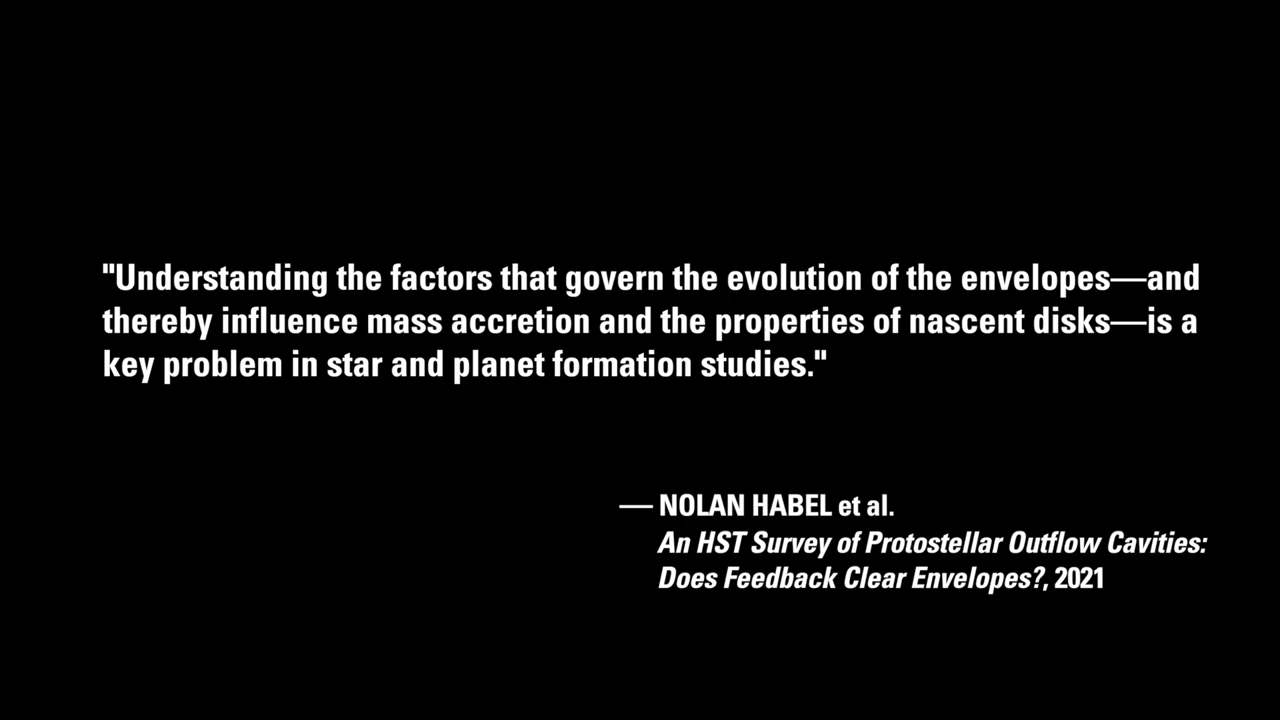 "Understanding the factors that govern the evolution of the envelopes—and
thereby influence mass accretion and the properties of nascent disks—is a
key problem in star and planet formation studies."
— NOLAN HABEL et al.
An HST Survey of Protostellar Outflow Cavities:
Does Feedback Clear Envelopes?, 2021